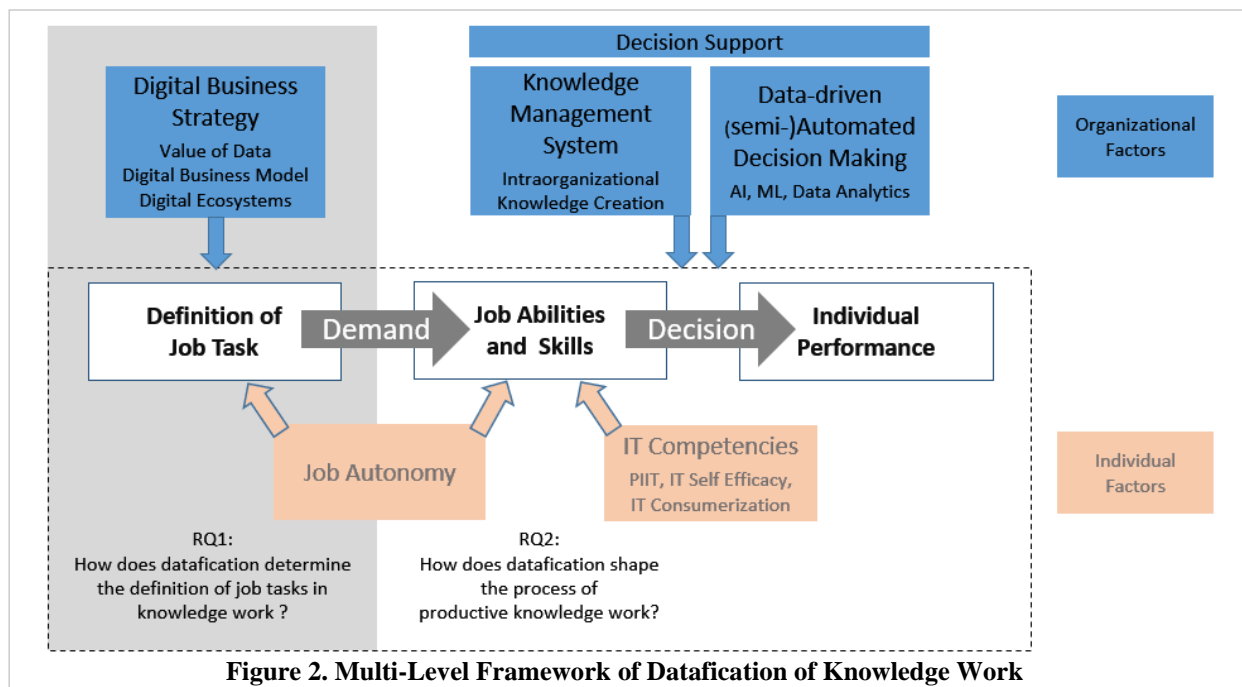 Decision Support
Digital Business
Strategy
Value of Data
Digital Business Model
Digital Ecosystems
Knowledge
Management
System
Intraorganizational
Knowledge Creation
Data-driven
(semi-)Automated
Decision Making
AI, ML, Data Analytics
Organizational
Factors
Definition of
Job Task
Demand
Job Abilities
and Skills
Decision
Individual
Performance
Job Autonomy
IT Competencies
PIIT, IT Self Efficacy,
IT Consumerization
Individual
Factors
RQ1:
How does datafication determine
the definition of job tasks in
knowledge work ?
RQ2:
How does datafication shape
the process of
productive knowledge work?
Figure 2. Multi-Level Framework of Datafication of Knowledge Work